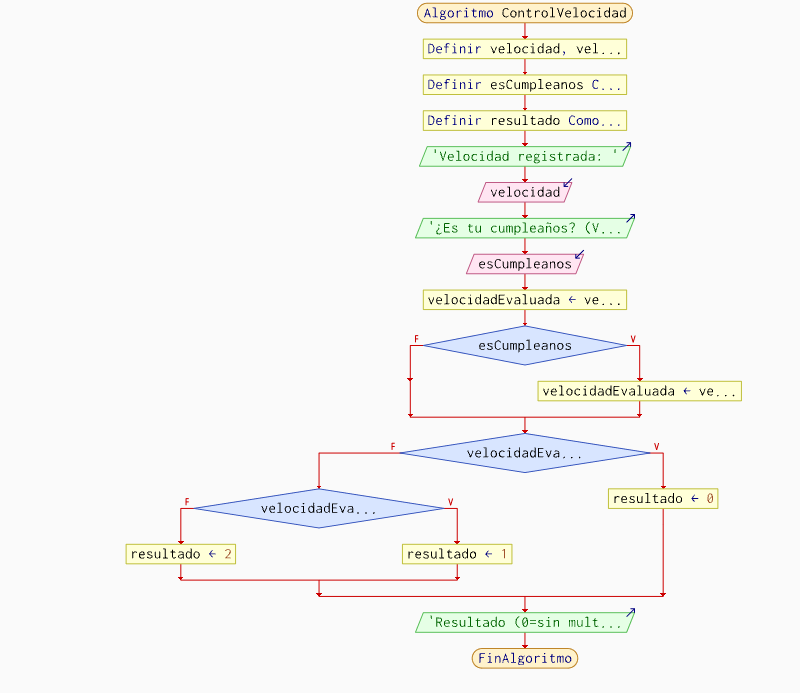 Algoritmo ControlVelocidad
Definir velocidad, vel...
Definir esCumpleanos C...
Definir resultado Como...
'Velocidad registrada: '
velocidad
'¿Es tu cumpleaños? (V...
esCumpleanos
velocidadEvaluada ← ve...
F
esCumpleanos
V
velocidadEvaluada ← ve...
F
velocidadEva...
V
F
velocidadEva...
V
resultado ← 0
resultado ← 2
resultado ← 1
'Resultado (0=sin mult...
FinAlgoritmo